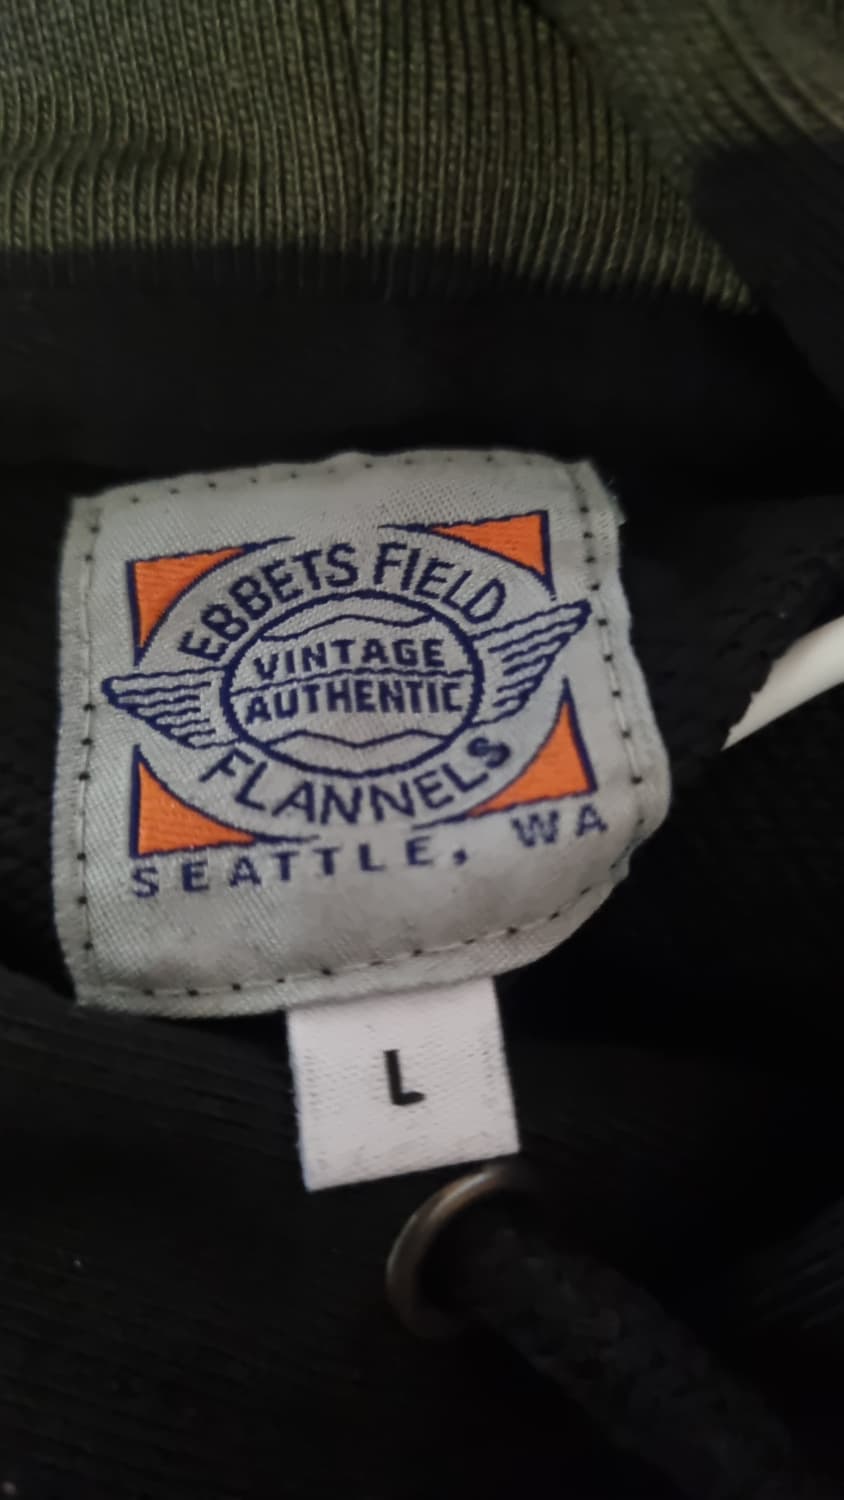 EBBETS FIELD
VINTAGE
AUTHENTIC
FLANNELS
SEATTLE, WA
L